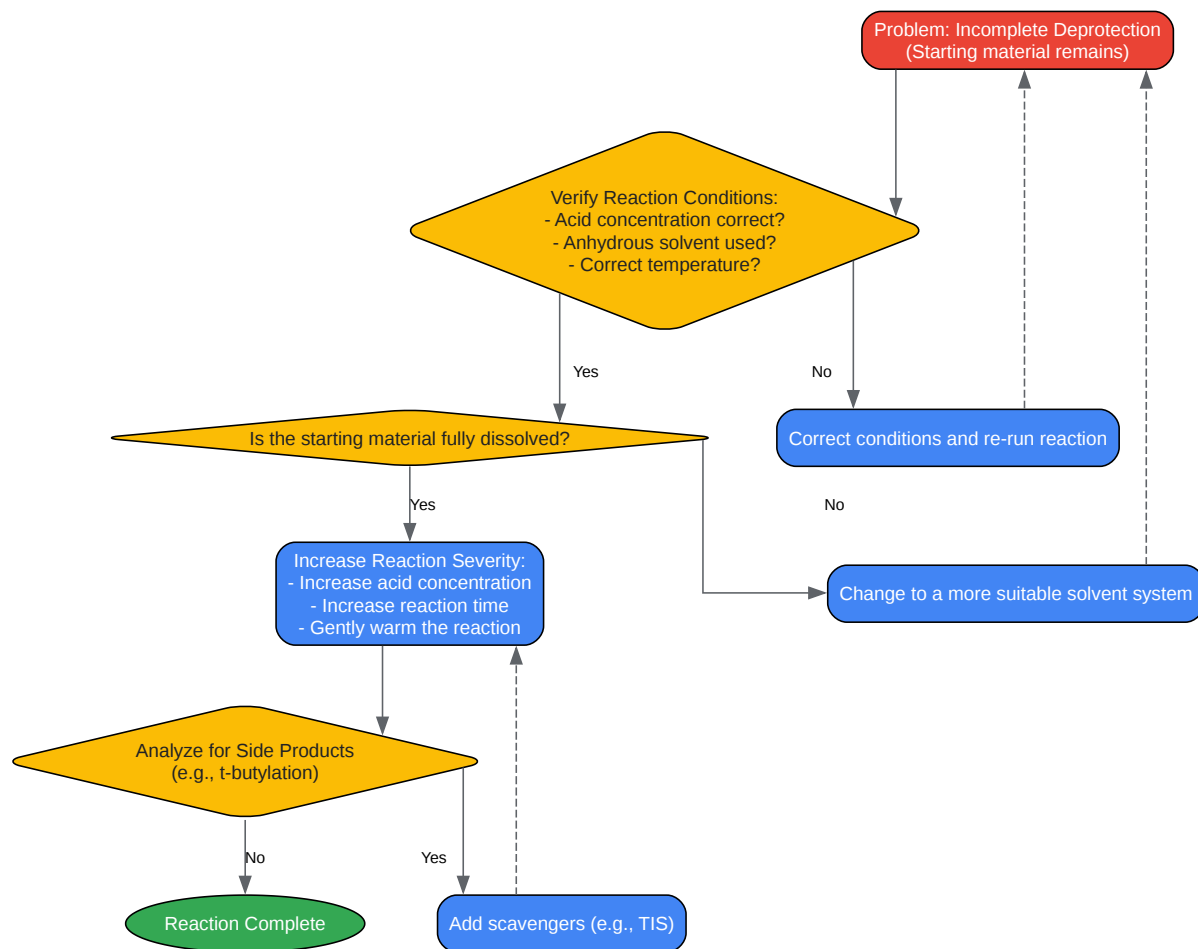 Problem: Incomplete Deprotection
(Starting material remains)
Verify Reaction Conditions:
- Acid concentration correct?
- Anhydrous solvent used?
- Correct temperature?
Yes
No
Is the starting material fully dissolved?
Correct conditions and re-run reaction
Yes
No
Increase Reaction Severity:
- Increase acid concentration
- Increase reaction time
- Gently warm the reaction
Change to a more suitable solvent system
Analyze for Side Products
(e.g., t-butylation)
No
Yes
Reaction Complete
Add scavengers (e.g., TIS)